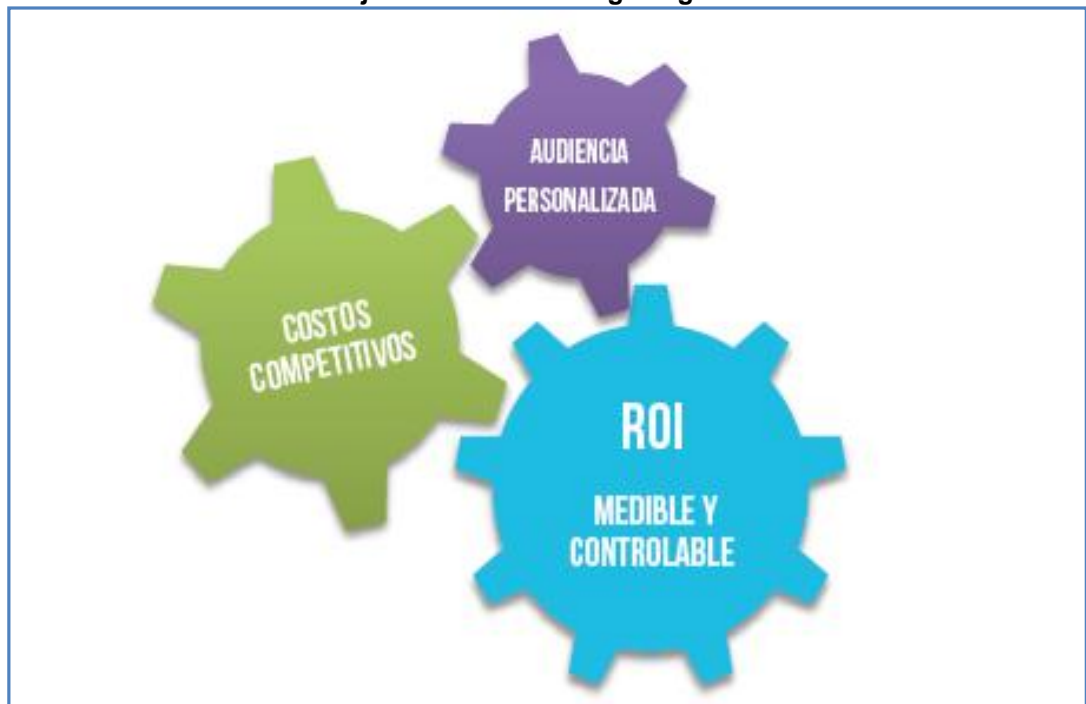 AUDIENCIA
PERSONALIZADA
COSTOS
COMPETITIVOS
ROI
MEDIBLE Y
CONTROLABLE